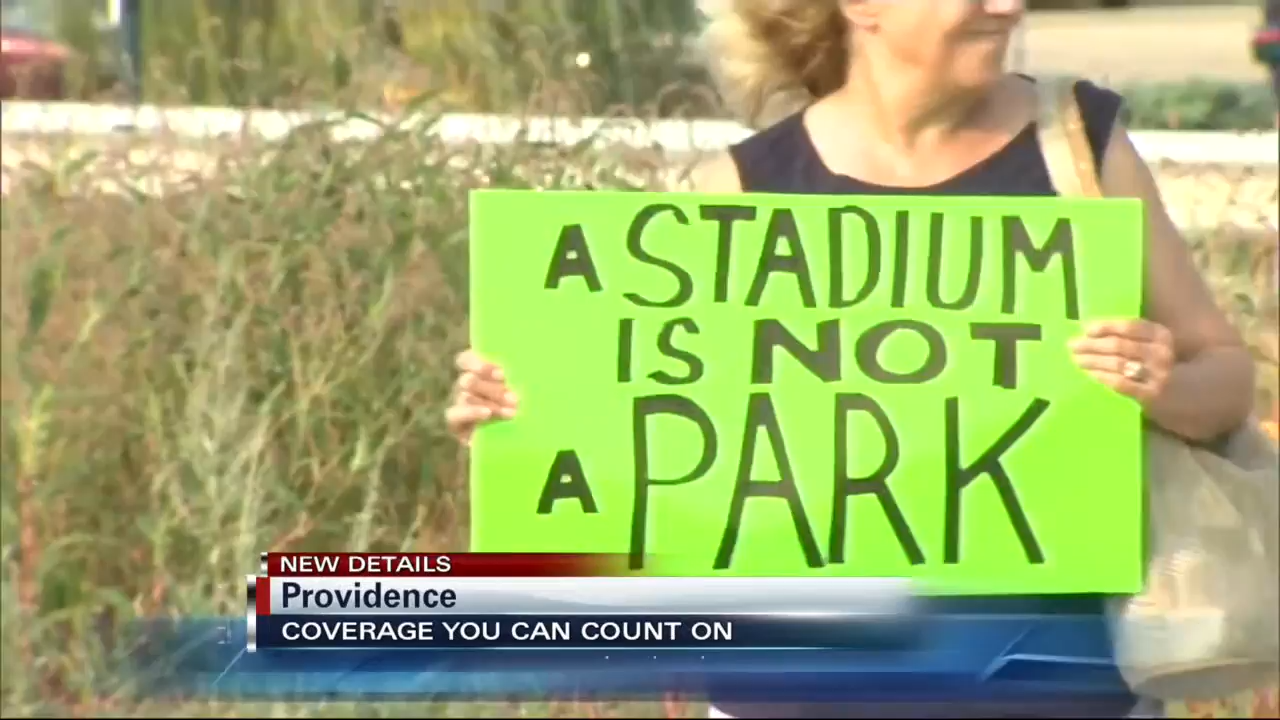 A STADIUM
IS NOT
A PARK
NEW DETAILS
Providence
COVERAGE YOU CAN COUNT ON